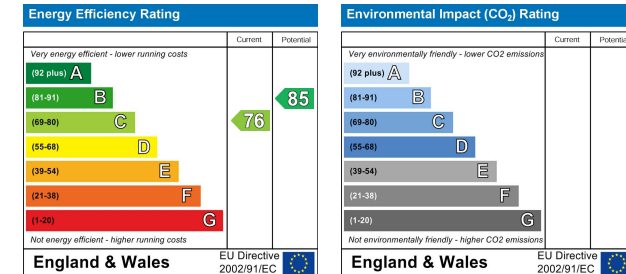 Energy Efficiency Rating
Current Potential
Very energy efficient - lower running costs
(92 plus) A
(81-91) B
85
(69-80) C
76
(55-68) D
(39-54) E
(21-38) F
(1-20) G
Not energy efficient - higher running costs
England & Wales
EU Directive
2002/91/EC
Environmental Impact (CO2) Rating
Current Potential
Very environmentally friendly - lower CO2 emissions
(92 plus) A
(81-91) B
(69-80) C
(55-68) D
(39-54) E
(21-38) F
(1-20) G
Not environmentally friendly - higher CO2 emissions
England & Wales
EU Directive
2002/91/EC